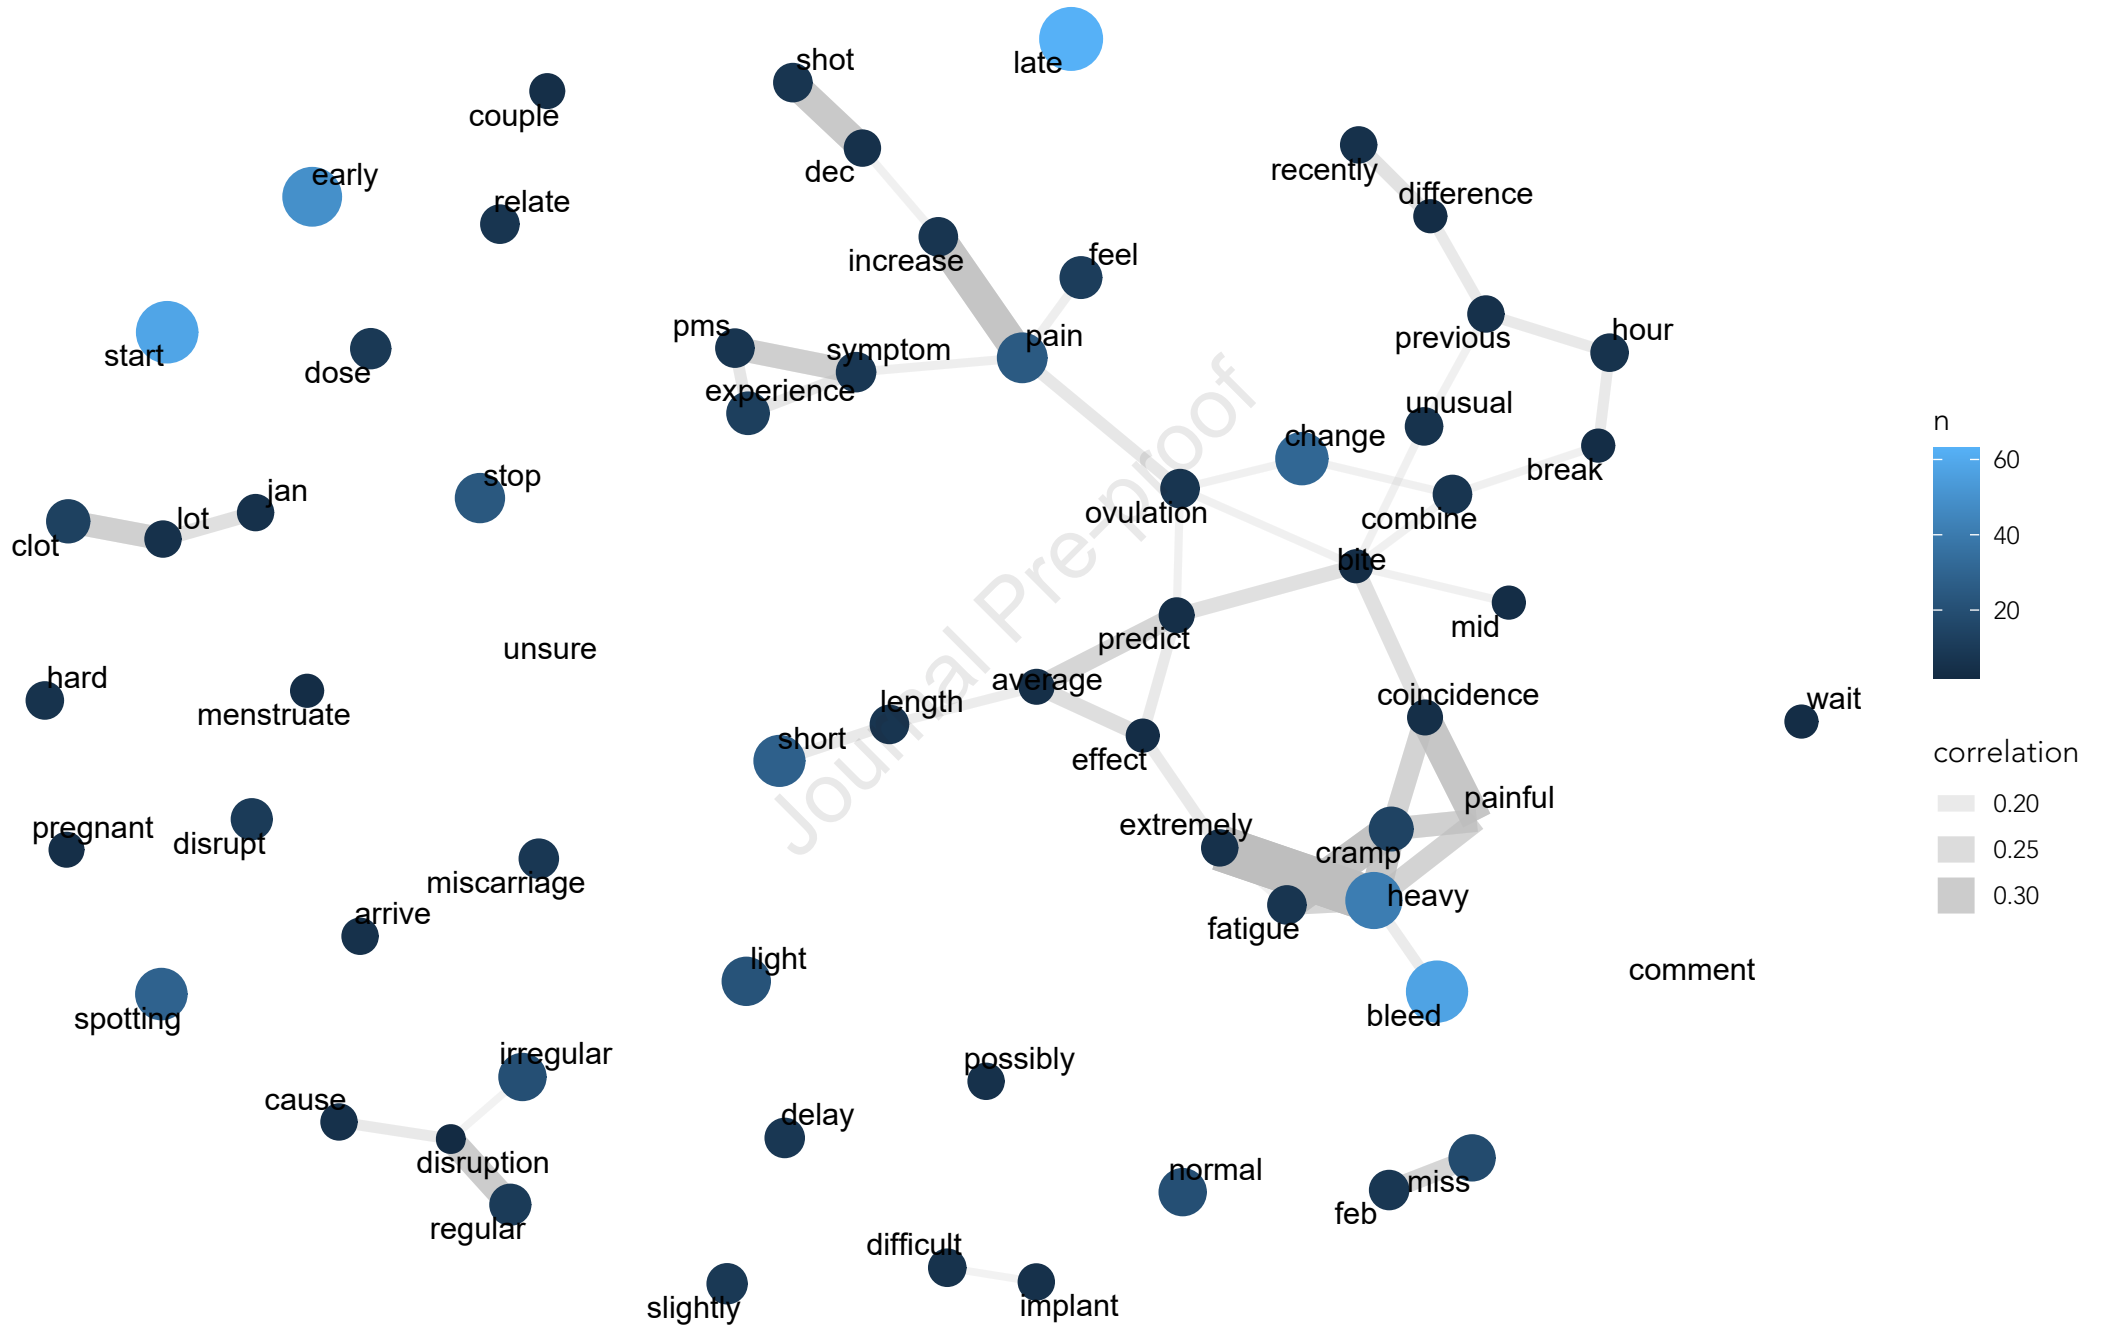 shot
late
couple
dec
recently
early
difference
relate
feel
increase
hour
pms
pain
previous
symptom
start
dose
experience
unusual
change
stop
break
jan
ovulation
combine
lot
clot
bite
mid
predict
unsure
hard
average
menstruate
length
coincidence
wait
short
effect
painful
extremely
pregnant
disrupt
cramp
miscarriage
heavy
arrive
fatigue
light
comment
spotting
bleed
irregular
possibly
cause
delay
disruption
normal
miss
feb
regular
difficult
slightly
implant
Journal Pre-proof
n
60
40
20
correlation
0.20
0.25
0.30